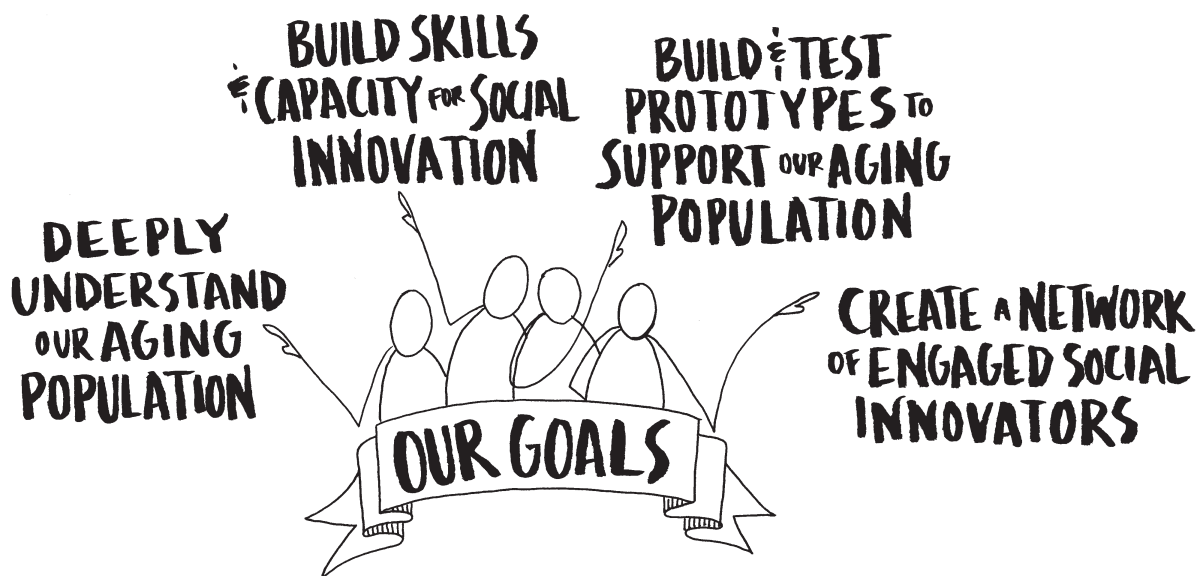 DEEPLY
UNDERSTAND
OUR AGING
POPULATION
BUILD SKILLS
& CAPACITY FOR SOCIAL
INNOVATION
BUILD & TEST
PROTOTYPES TO
SUPPORT OUR AGING
POPULATION
CREATE A NETWORK
OF ENGAGED SOCIAL
INNOVATORS
OUR GOALS